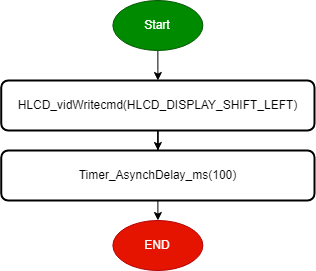 Start
HLCD_vidWritecmd(HLCD_DISPLAY_SHIFT_LEFT)
Timer_AsynchDelay_ms(100)
END